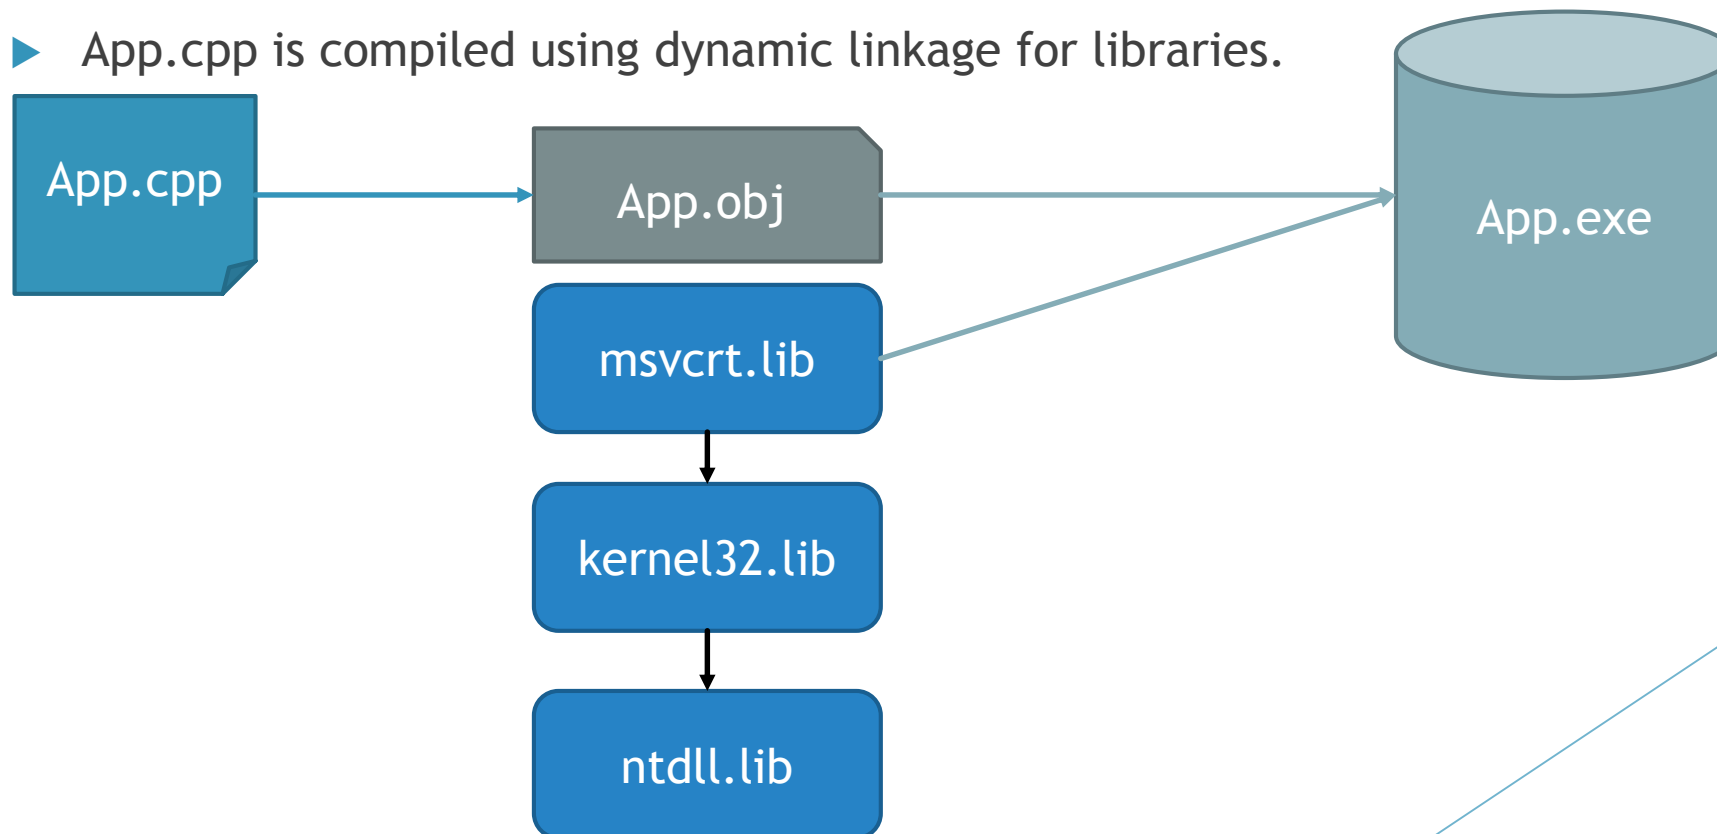 App.cpp is compiled using dynamic linkage for libraries.
App.cpp
App.obj
App.exe
msvcrt.lib
kernel32.lib
ntdll.lib